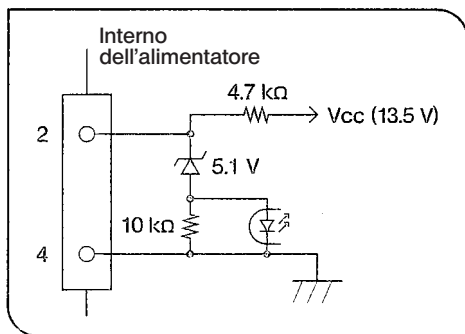 Interno
dell'alimentatore
4.7 kΩ
2
Vcc (13.5 V)
5.1 V
10 kΩ
4